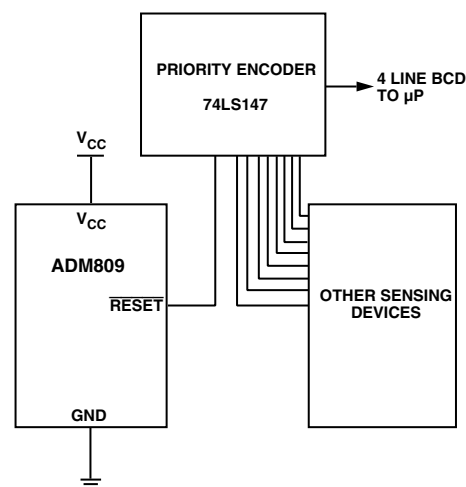 PRIORITY ENCODER
74LS147
4 LINE BCD
TO µP
VCC
VCC
ADM809
RESET
OTHER SENSING
DEVICES
GND